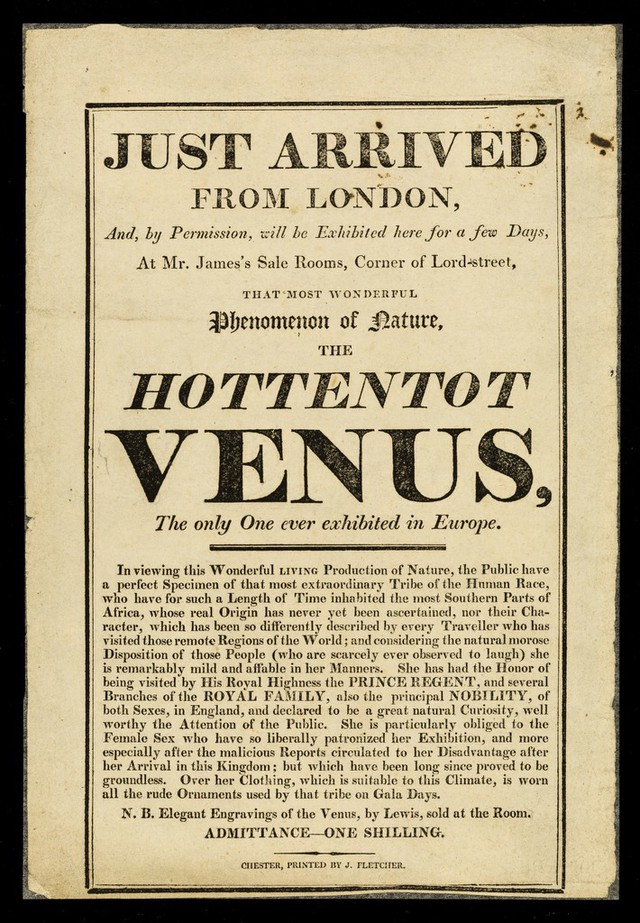 JUST ARRIVED
FROM LONDON,
And, by Permission, will be Exhibited here for a few Days,
At Mr. James's Sale Rooms, Corner of Lord-street,
THAT MOST WONDERFUL
Phenomenon of Nature,
THE
HOTTENTOT
VENUS,
The only One ever exhibited in Europe.
In viewing this Wonderful LIVING Production of Nature, the Public have
a perfect Specimen of that most extraordinary Tribe of the Human Race,
who have for such a Length of Time inhabited the most Southern Parts of
Africa, whose real Origin has never yet been ascertained, nor their Cha-
racter, which has been so differently described by every Traveller who has
visited those remote Regions of the World; and considering the natural morose
Disposition of those People (who are scarcely ever observed to laugh) she
is remarkably mild and affable in her Manners. She has had the Honor of
being visited by His Royal Highness the PRINCE REGENT, and several
Branches of the ROYAL FAMILY, also the principal NOBILITY, of
both Sexes, in England, and declared to be a great natural Curiosity, well
worthy the Attention of the Public. She is particularly obliged to the
Female Sex who have so liberally patronized her Exhibition, and more
especially after the malicious Reports circulated to her Disadvantage after
her Arrival in this Kingdom; but which have been long since proved to be
groundless. Over her Clothing, which is suitable to this Climate, is worn
all the rude Ornaments used by that tribe on Gala Days.
N. B. Elegant Engravings of the Venus, by Lewis, sold at the Room.
ADMITTANCE—ONE SHILLING.
CHESTER, PRINTED BY J. FLETCHER.